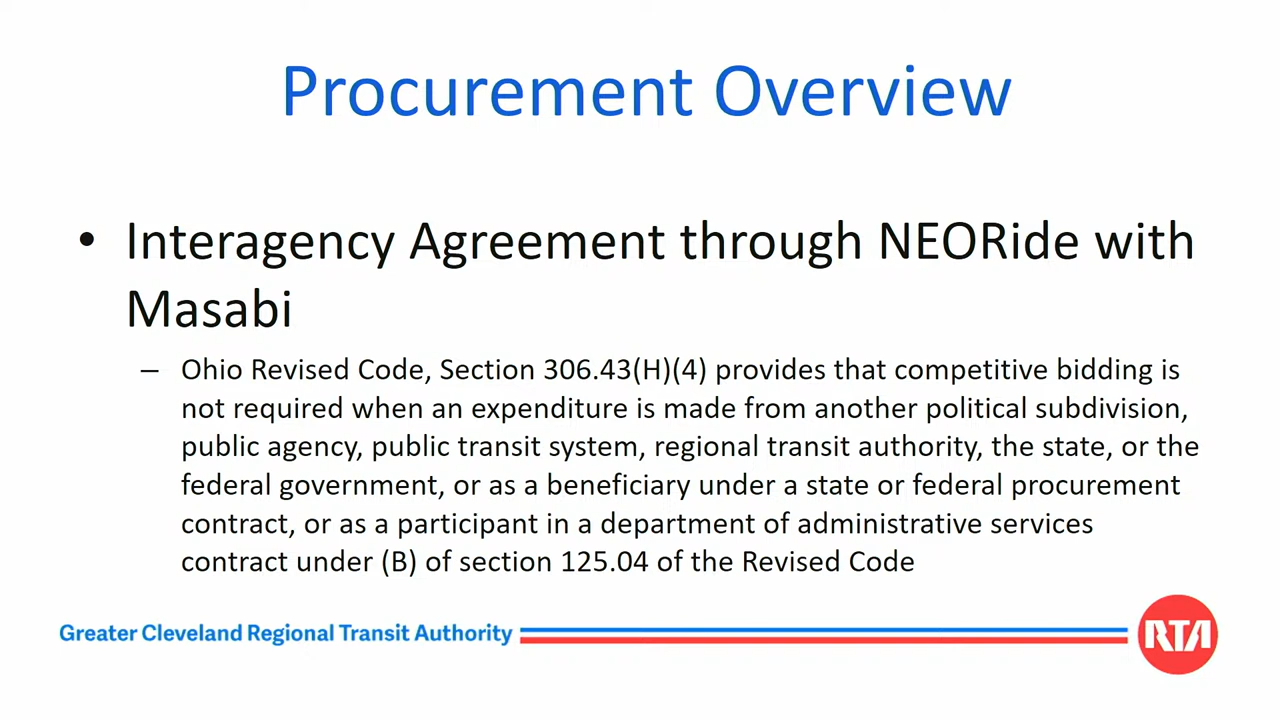 Procurement Overview
• Interagency Agreement through NEORide with
Masabi
– Ohio Revised Code, Section 306.43(H)(4) provides that competitive bidding is
not required when an expenditure is made from another political subdivision,
public agency, public transit system, regional transit authority, the state, or the
federal government, or as a beneficiary under a state or federal procurement
contract, or as a participant in a department of administrative services
contract under (B) of section 125.04 of the Revised Code
Greater Cleveland Regional Transit Authority
RTA